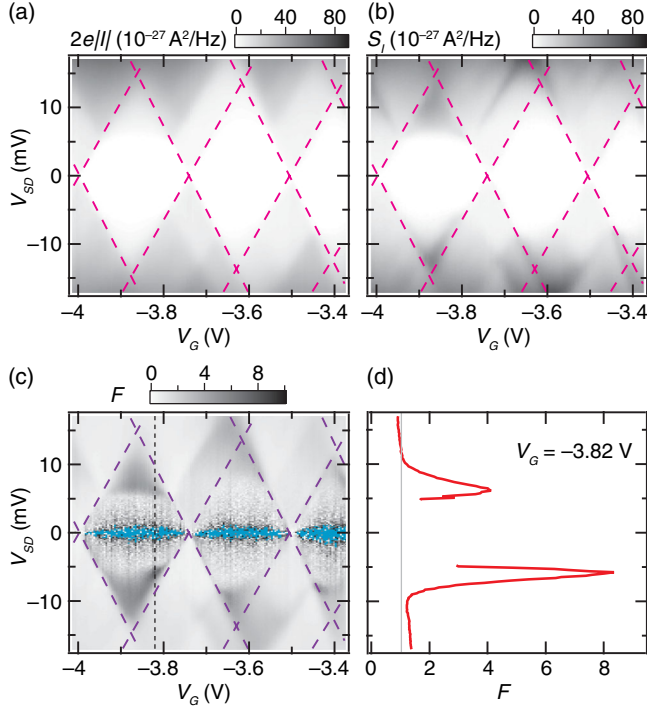 (a)
2e|I| (10⁻²⁷ A²/Hz)
0 40 80
(b)
S_I (10⁻²⁷ A²/Hz)
0 40 80
V_SD (mV)
10
0
−10
−4
−3.8
−3.6
−3.4
V_G (V)
10
0
−10
−4
−3.8
−3.6
−3.4
V_G (V)
(c)
F
0 4 8
V_SD (mV)
10
0
−10
−4
−3.8
−3.6
−3.4
V_G (V)
(d)
V_G = −3.82 V
10
0
−10
0
2
4
6
8
F